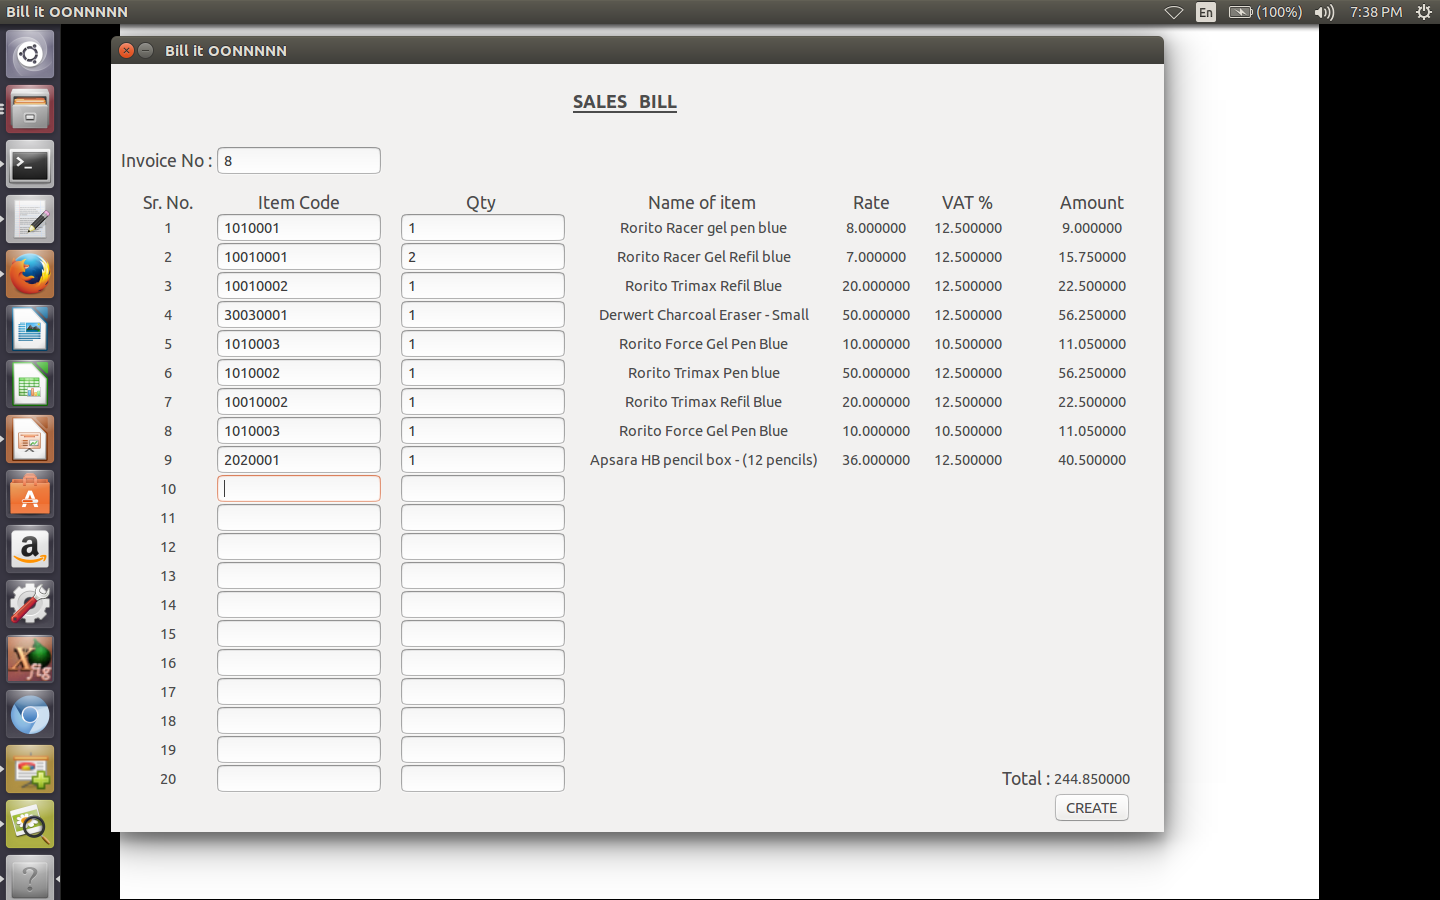 Bill it OONNNNN
En (100%) 7:38 PM
Bill it OONNNNN
SALES BILL
Invoice No : 8
Sr. No. Item Code Qty Name of item Rate VAT % Amount
1 1010001 1 Rorito Racer gel pen blue 8.000000 12.500000 9.000000
2 10010001 2 Rorito Racer Gel Refil blue 7.000000 12.500000 15.750000
3 10010002 1 Rorito Trimax Refil Blue 20.000000 12.500000 22.500000
4 30030001 1 Derwert Charcoal Eraser - Small 50.000000 12.500000 56.250000
5 1010003 1 Rorito Force Gel Pen Blue 10.000000 10.500000 11.050000
6 1010002 1 Rorito Trimax Pen blue 50.000000 12.500000 56.250000
7 10010002 1 Rorito Trimax Refil Blue 20.000000 12.500000 22.500000
8 1010003 1 Rorito Force Gel Pen Blue 10.000000 10.500000 11.050000
9 2020001 1 Apsara HB pencil box - (12 pencils) 36.000000 12.500000 40.500000
10
11
12
13
14
15
16
17
18
19
20 Total : 244.850000
CREATE
a
Xfig
?